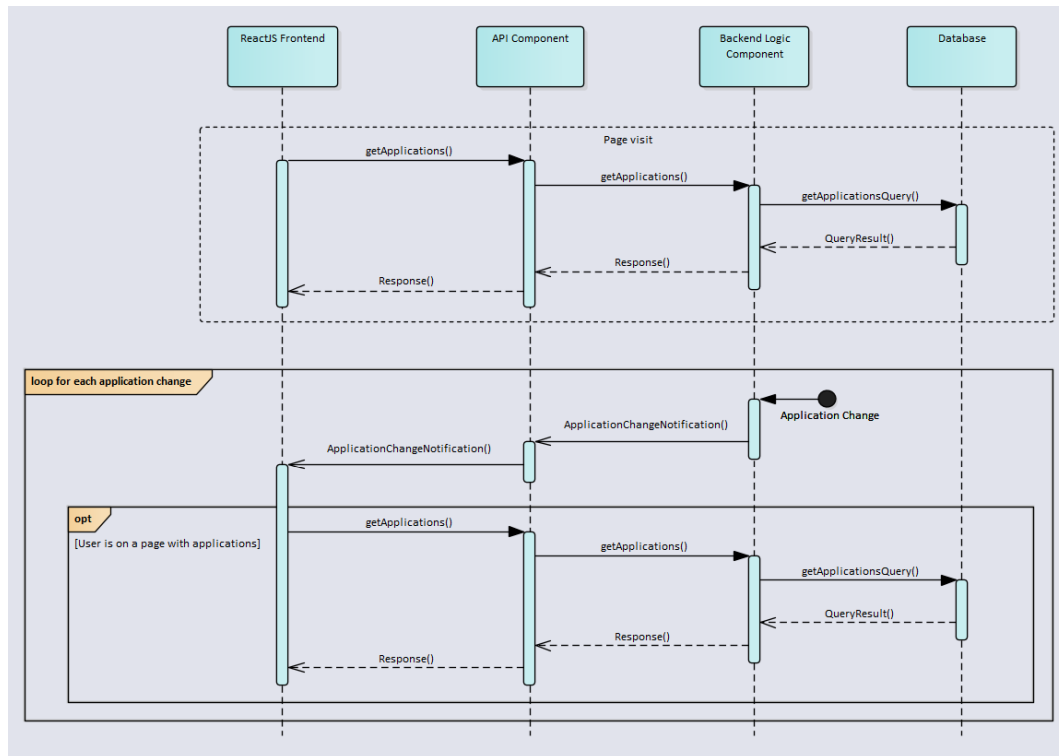 ReactJS Frontend
API Component
Backend Logic
Component
Database
Page visit
getApplications()
getApplications()
getApplicationsQuery()
QueryResult()
Response()
Response()
loop for each application change
Application Change
ApplicationChangeNotification()
ApplicationChangeNotification()
opt
[User is on a page with applications]
getApplications()
getApplications()
getApplicationsQuery()
QueryResult()
Response()
Response()